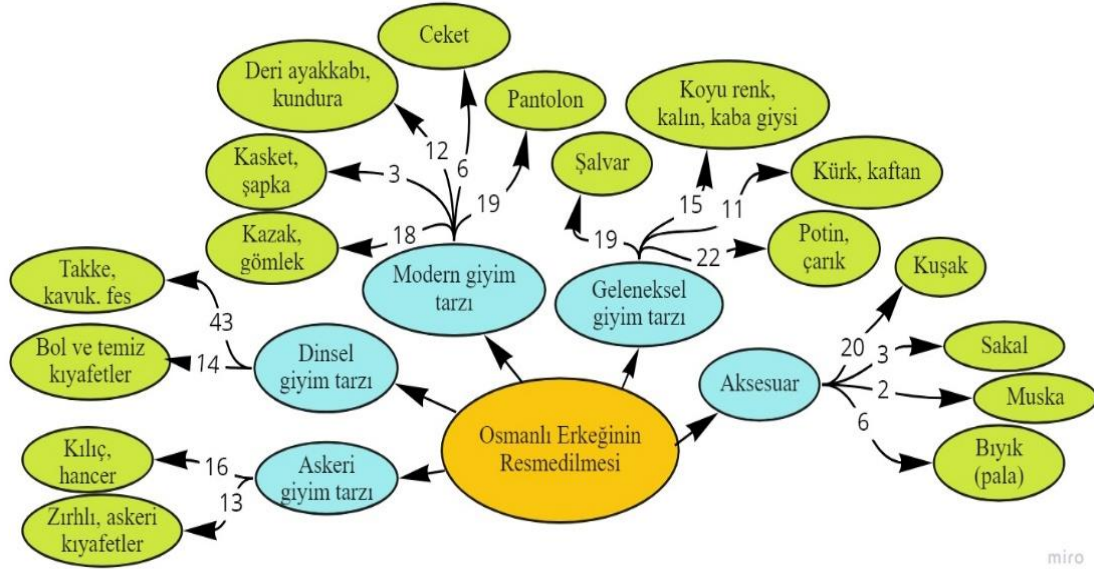 Ceket
Deri ayakkabı,
kundura
Pantolon
Koyu renk,
kalın, kaba giysi
Kasket,
şapka
Şalvar
Kürk, kaftan
Kazak,
gömlek
Potin,
çarık
12
6
3
19
18
15
11
19
22
Takke,
kavuk. fes
Modern giyim
tarzı
Geleneksel
giyim tarzı
Kuşak
43
Bol ve temiz
kıyafetler
14
Dinsel
giyim tarzı
Aksesuar
20
3
2
6
Sakal
Muska
Bıyık
(pala)
Osmanlı Erkeğinin
Resmedilmesi
Kılıç,
hancer
16
13
Askeri
giyim tarzı
Zırhlı, askeri
kıyafetler
miro